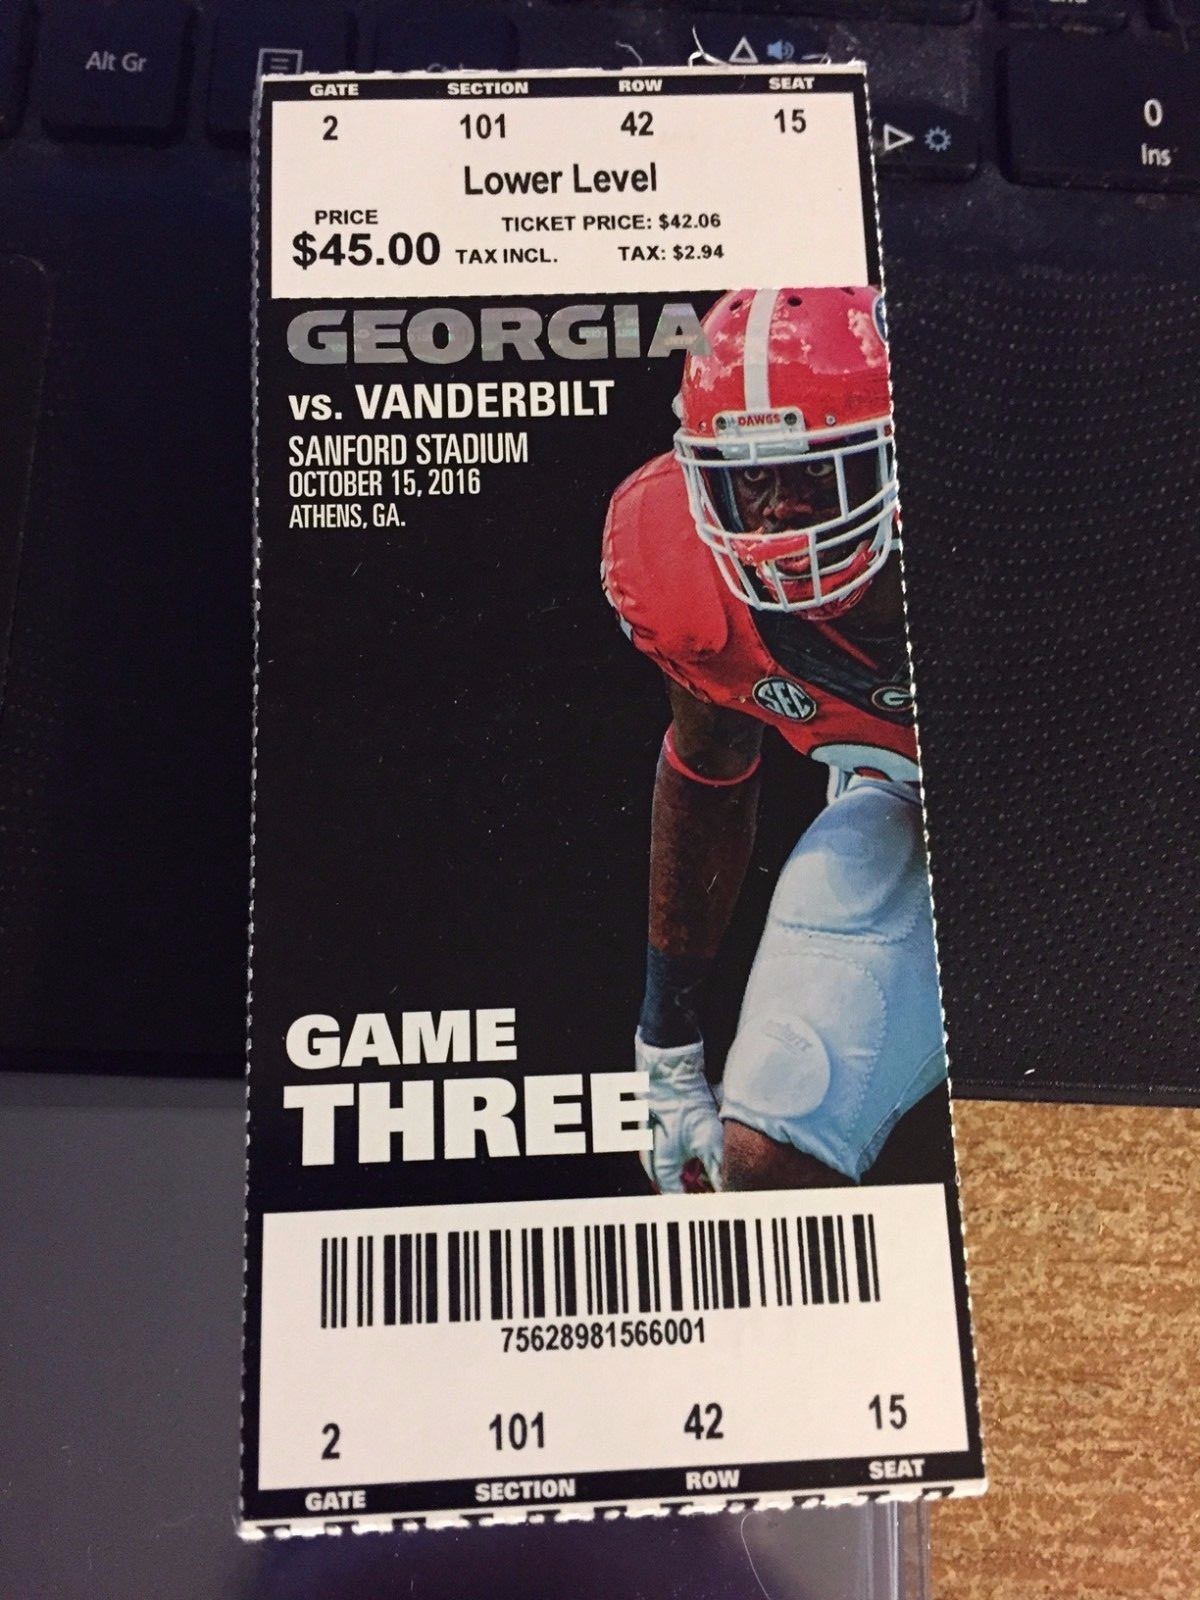 Alt Gr
0
Ins
GATE SECTION ROW SEAT
2 101 42 15
Lower Level
PRICE TICKET PRICE: $42.06
$45.00 TAX INCL. TAX: $2.94
GEORGIA
vs. VANDERBILT
SANFORD STADIUM
OCTOBER 15, 2016
ATHENS, GA.
DAWGS
SEC
G
GAME
THREE
75628981566001
2 101 42 15
GATE SECTION ROW SEAT